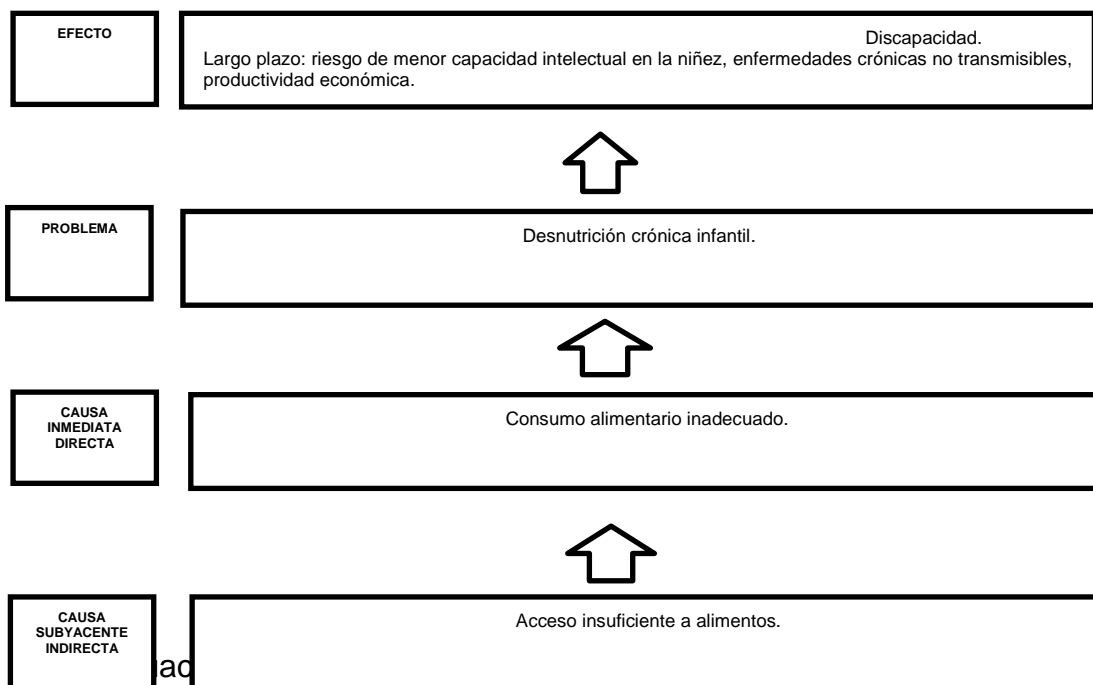 EFECTO
Discapacidad.
Largo plazo: riesgo de menor capacidad intelectual en la niñez, enfermedades crónicas no transmisibles,
productividad económica.
PROBLEMA
Desnutrición crónica infantil.
CAUSA
INMEDIATA
DIRECTA
Consumo alimentario inadecuado.
CAUSA
SUBYACENTE
INDIRECTA
Acceso insuficiente a alimentos.